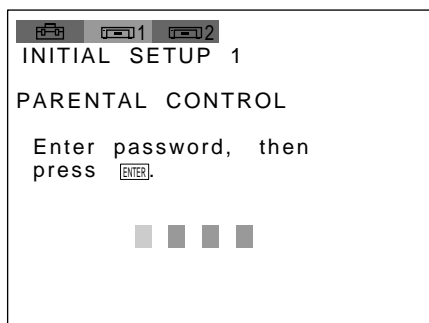 1 2
INITIAL SETUP 1
PARENTAL CONTROL
Enter password, then
press ENTER.